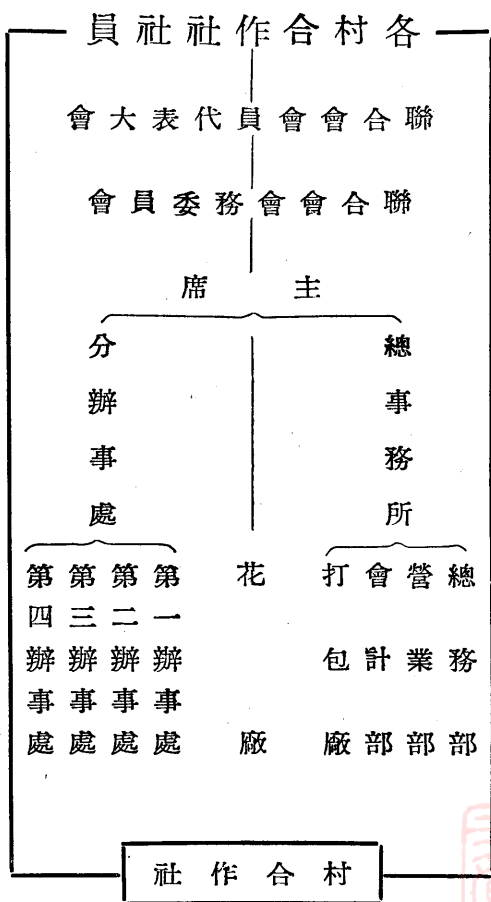 各村合作社社員
聯合會會員代表大會
聯合會會務委員會
主席
總事務所
分辦事處
總務部
營業部
會計部
打包廠
花廠
第一辦事處
第二辦事處
第三辦事處
第四辦事處
村合作社